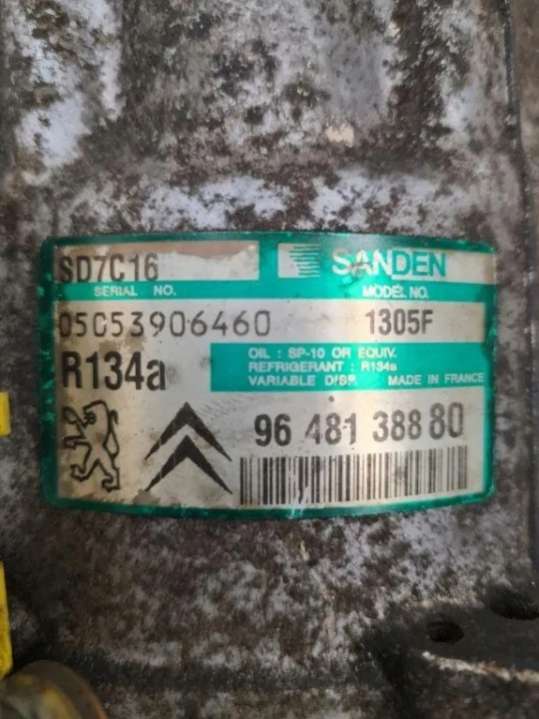 SD7C16
SANDEN
SERIAL NO.
MODEL NO.
05C53906460
1305F
R134a
OIL : SP-10 OR EQUIV.
REFRIGERANT : R134a
VARIABLE DISP. MADE IN FRANCE
96 481 388 80